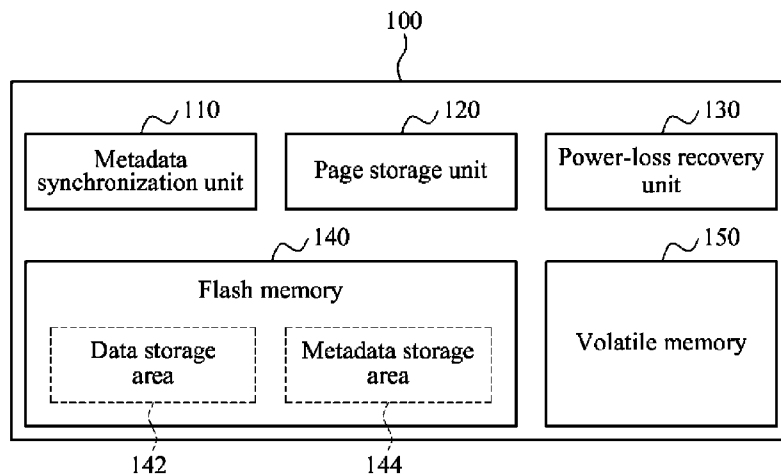 100
110
120
130
Metadata
synchronization unit
Page storage unit
Power-loss recovery
unit
140
150
Flash memory
Volatile memory
Data storage
area
Metadata storage
area
142
144